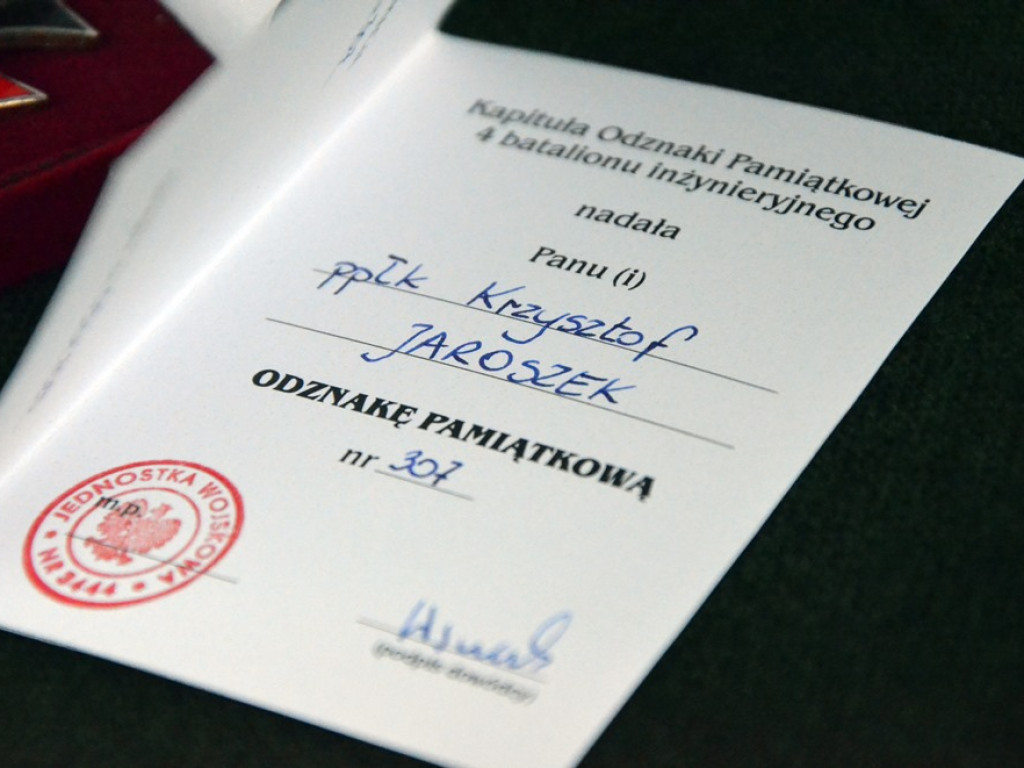 Kapituła Odznaki Pamiątkowej
4 batalionu inżynieryjnego
nadała
Panu (i)
ppłk Krzysztof
JAROSZEK
ODZNAKĘ PAMIĄTKOWĄ
nr 307
m.p.
JEDNOSTKA WOJSKOWA
NR 3444
(podpis dowódcy)